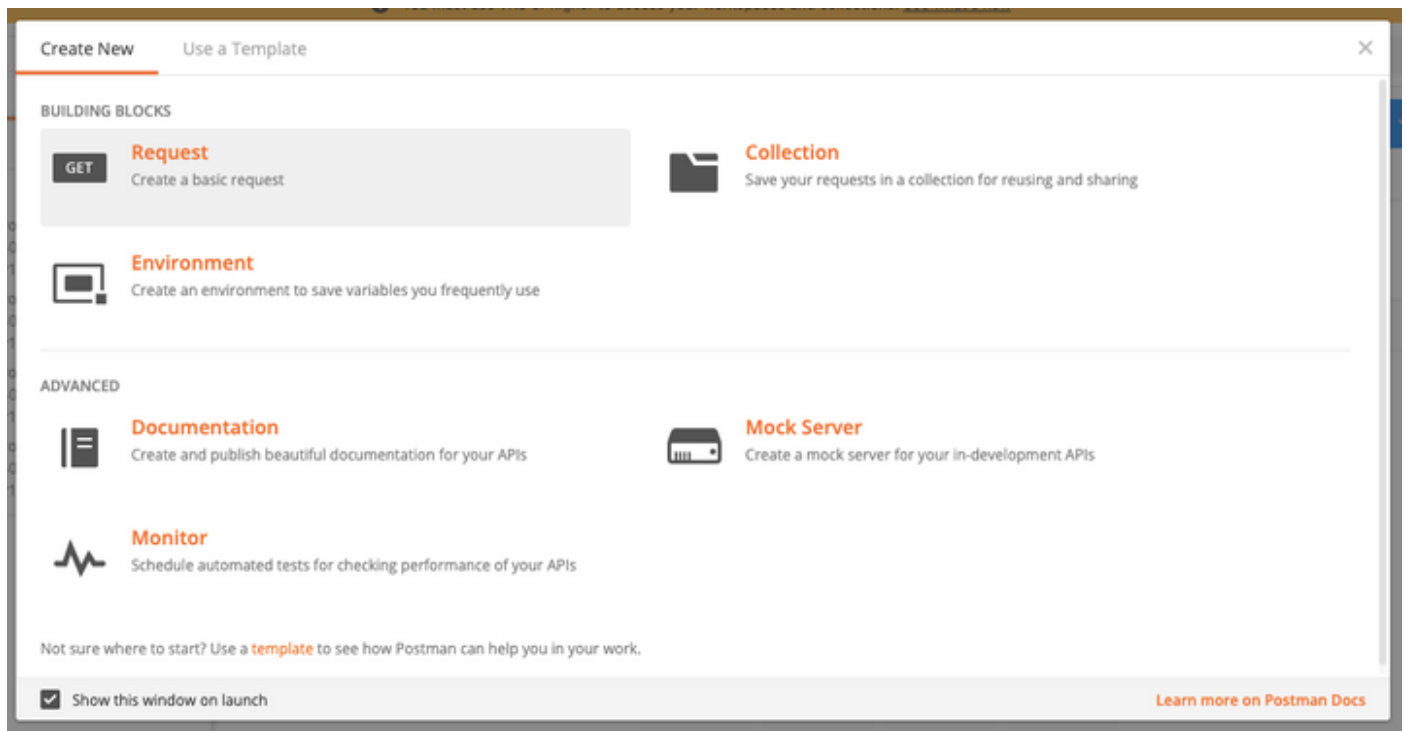 Create New
Use a Template
BUILDING BLOCKS
GET
Request
Create a basic request
Collection
Save your requests in a collection for reusing and sharing
Environment
Create an environment to save variables you frequently use
ADVANCED
Documentation
Create and publish beautiful documentation for your APIs
Mock Server
Create a mock server for your in-development APIs
Monitor
Schedule automated tests for checking performance of your APIs
Not sure where to start? Use a template to see how Postman can help you in your work.
Show this window on launch
Learn more on Postman Docs